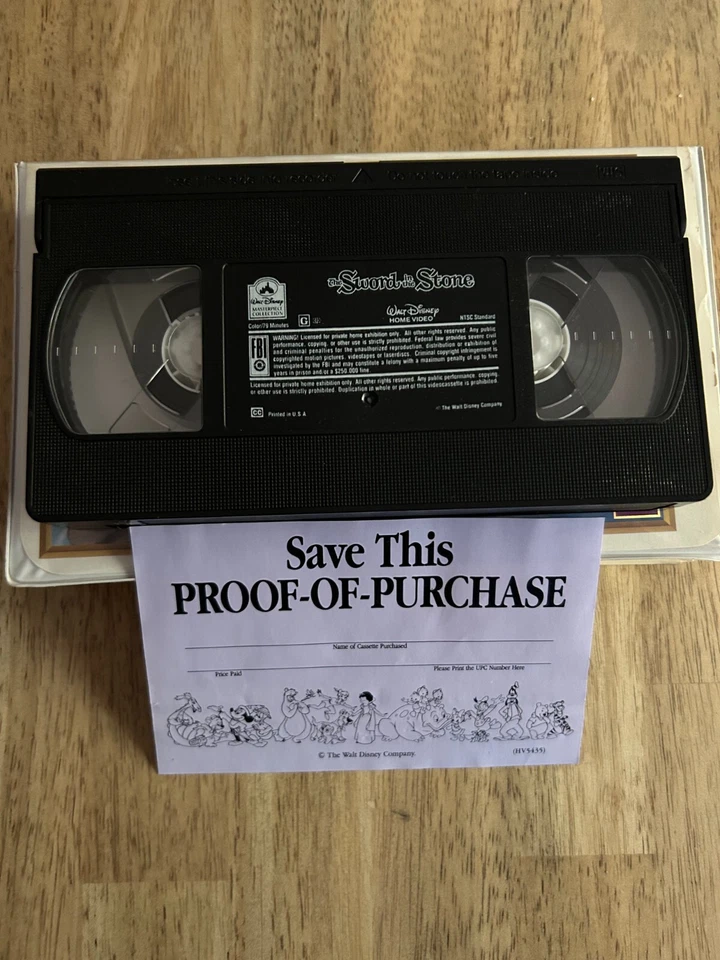 The Sword in the Stone
Walt Disney
MASTERPIECE
COLLECTION
Walt Disney
HOME VIDEO
NTSC Standard
Color/79 Minutes
G
FBI
WARNING! Licensed for private home exhibition only. All other rights reserved. Any public
performance, copying, or other use is strictly prohibited. Federal law provides severe civil
and criminal penalties for the unauthorized reproduction, distribution or exhibition of
copyrighted motion pictures, videotapes or laserdiscs. Criminal copyright infringement is
investigated by the FBI and may constitute a felony with a maximum penalty of up to five
years in prison and/or a $250,000 fine
Licensed for private home exhibition only. All other rights reserved. Any public performance, copying,
or other use is strictly prohibited. Duplication in whole or part of this videocassette is prohibited.
CC Printed in U S A
© The Walt Disney Company
Save This
PROOF-OF-PURCHASE
Name of Cassette Purchased
Price Paid
Please Print the UPC Number Here
© The Walt Disney Company.
(HV5435)